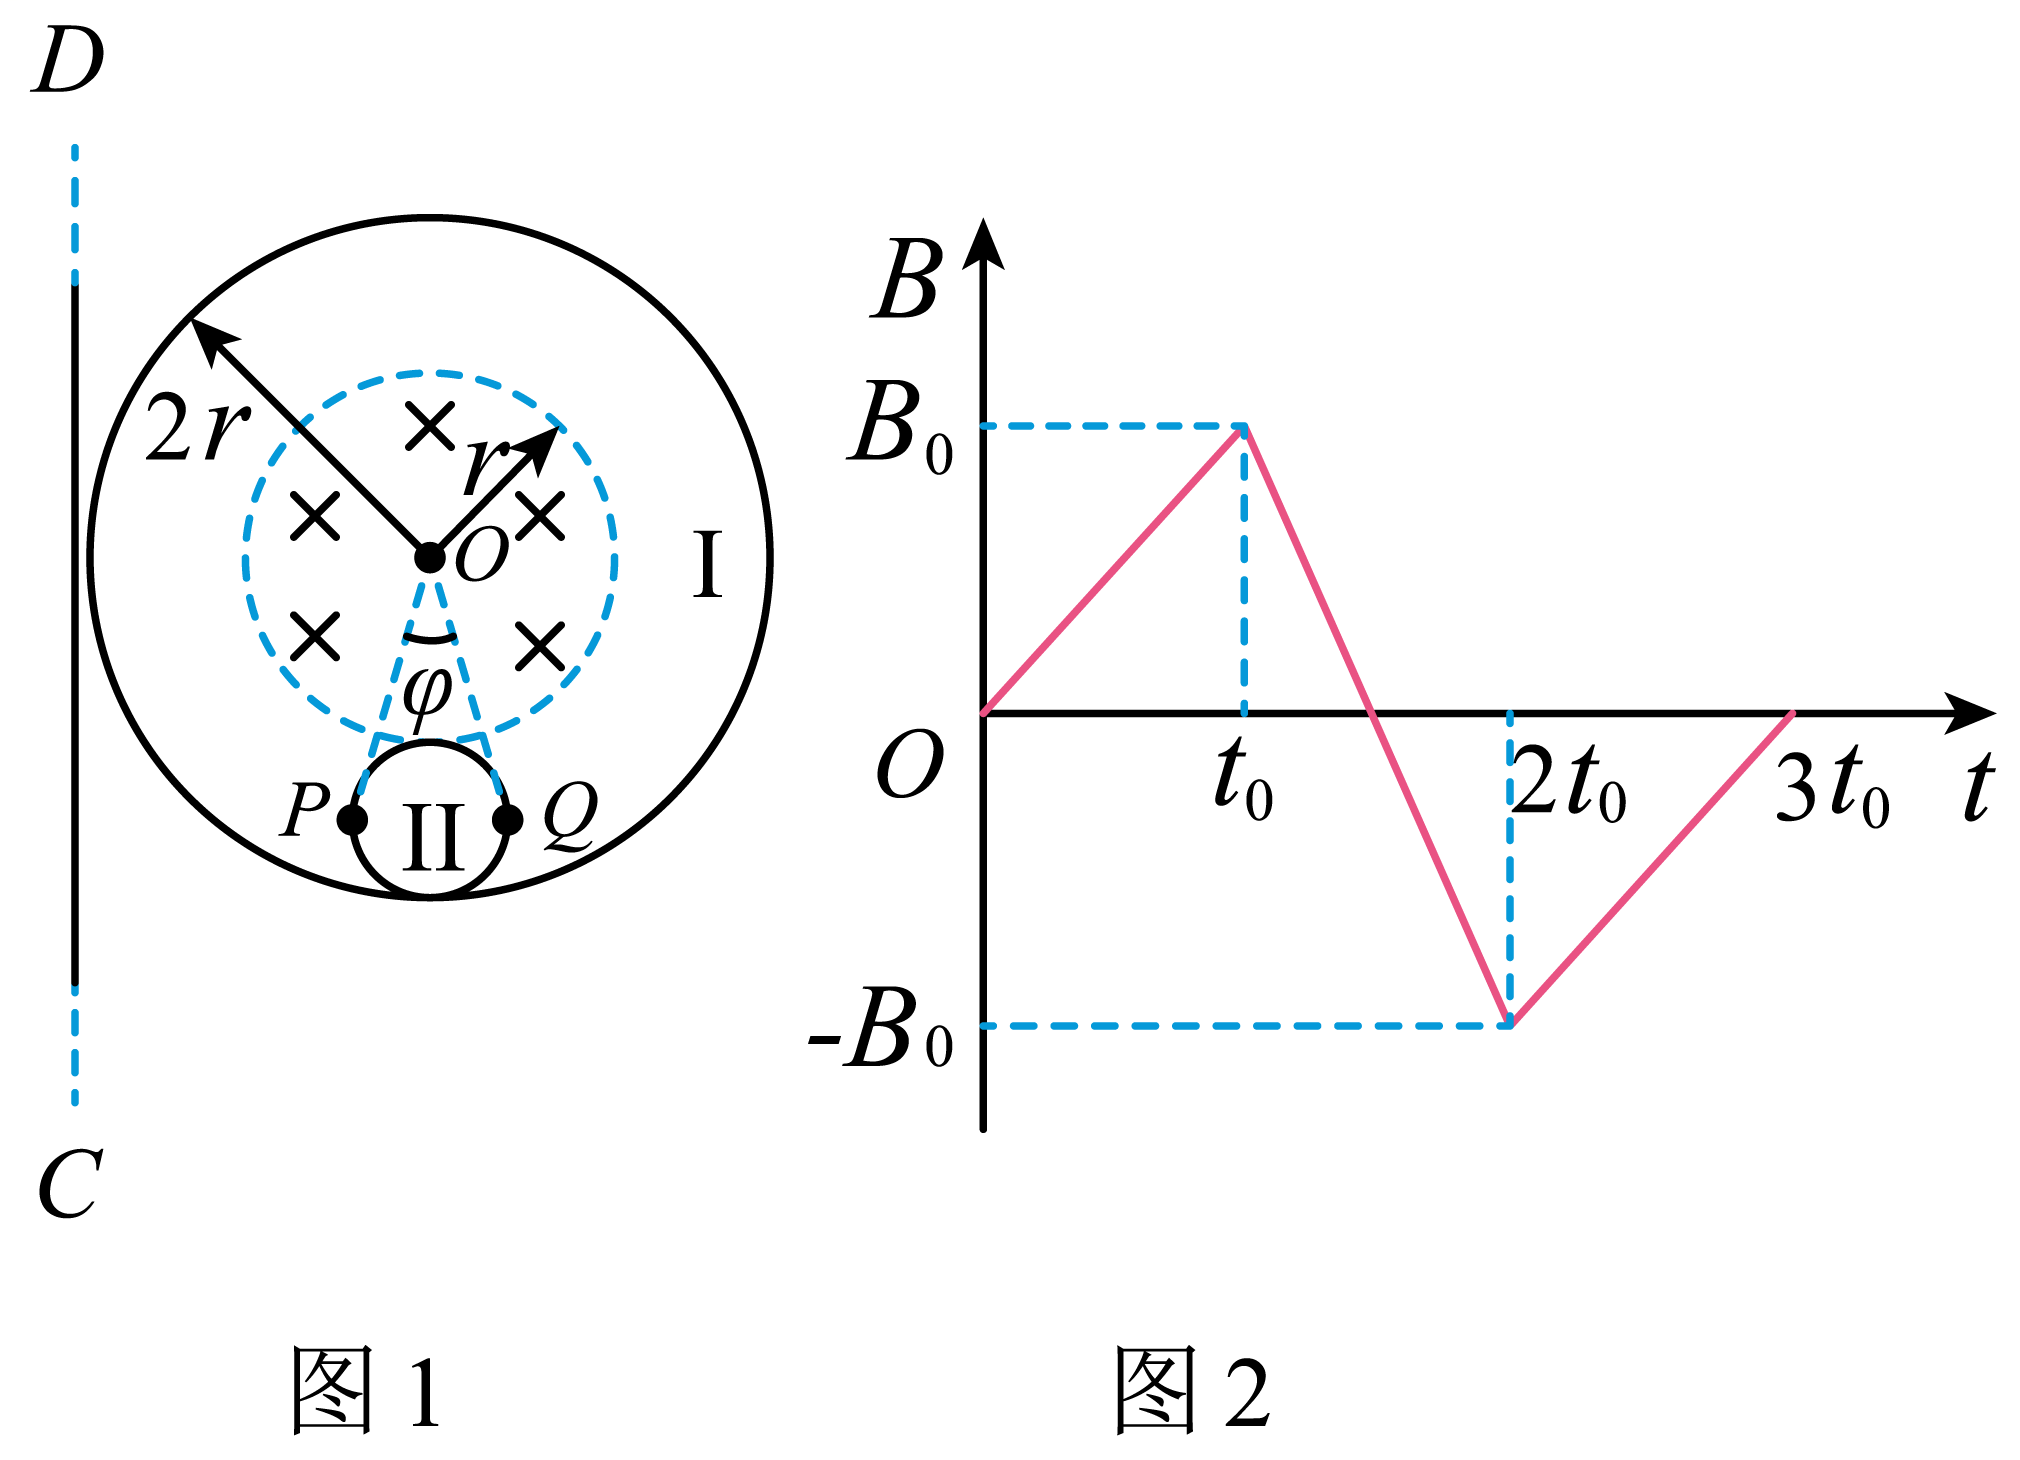 D
2r
r
O
I
φ
P
II
Q
C
图 1
B
B₀
O
t₀
2t₀
3t₀
t
-B₀
图 2